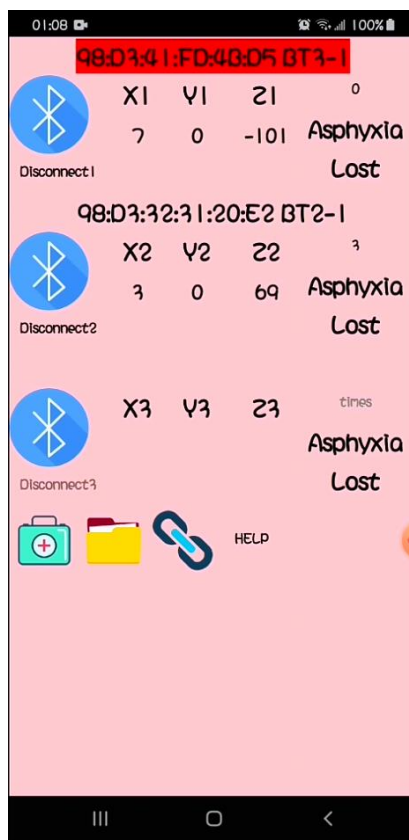 01:08 100%
98:D3:41:FD:4B:D5 BT3-1
X1 Y1 Z1 0
7 0 -101 Asphyxia
Disconnect1 Lost
98:D3:32:31:20:E2 BT2-1
X2 Y2 Z2 3
3 0 69 Asphyxia
Disconnect2 Lost
X3 Y3 Z3 times
Asphyxia
Disconnect3 Lost
HELP